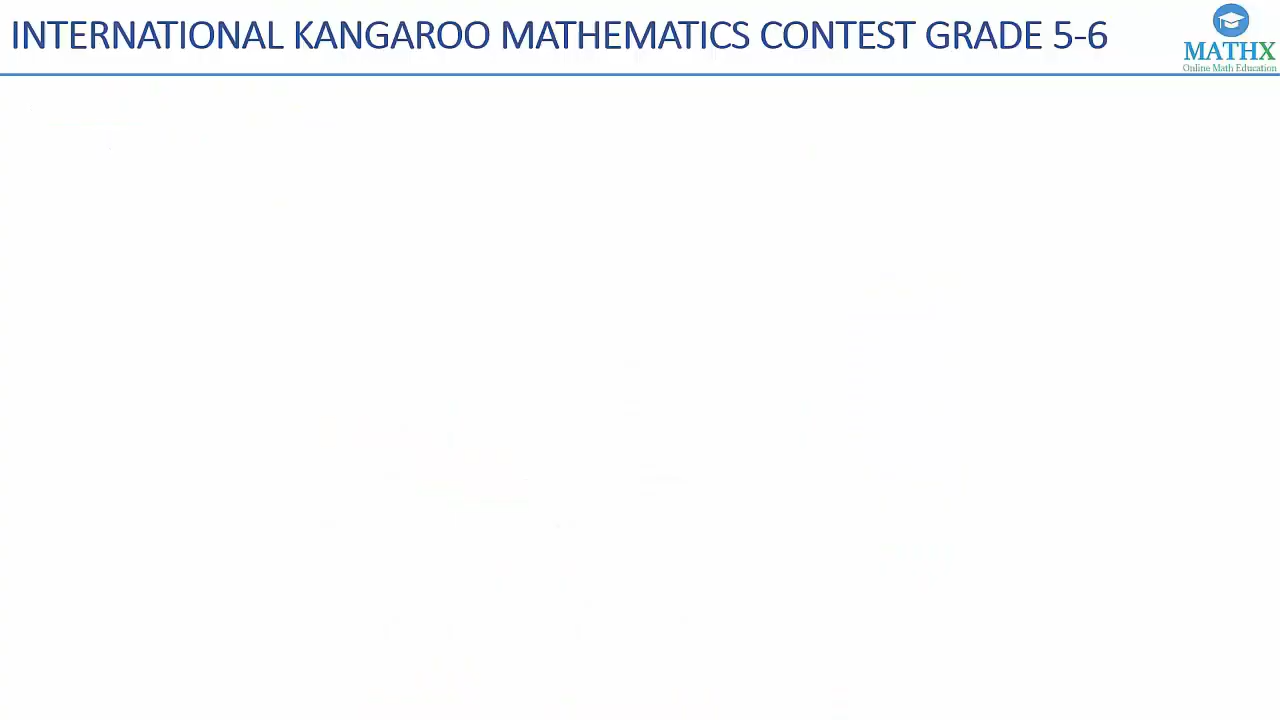 INTERNATIONAL KANGAROO MATHEMATICS CONTEST GRADE 5-6
MATHX
Online Math Education